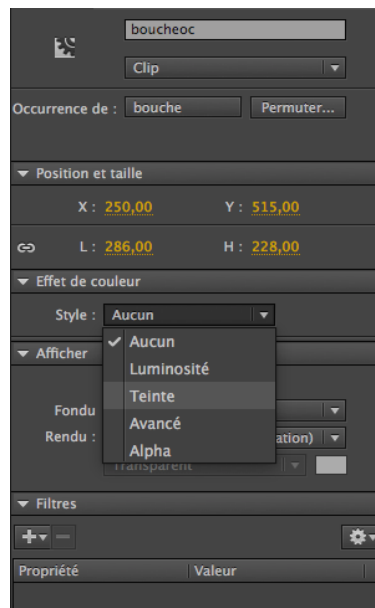 boucheoc
Clip
Occurrence de : bouche Permuter...
Position et taille
X : 250,00 Y : 515,00
L : 286,00 H : 228,00
Effet de couleur
Style : Aucun
Aucun
Afficher
Luminosité
Teinte
Fondu
Avancé
Rendu : ation)
Alpha
Transparent
Filtres
Propriété Valeur